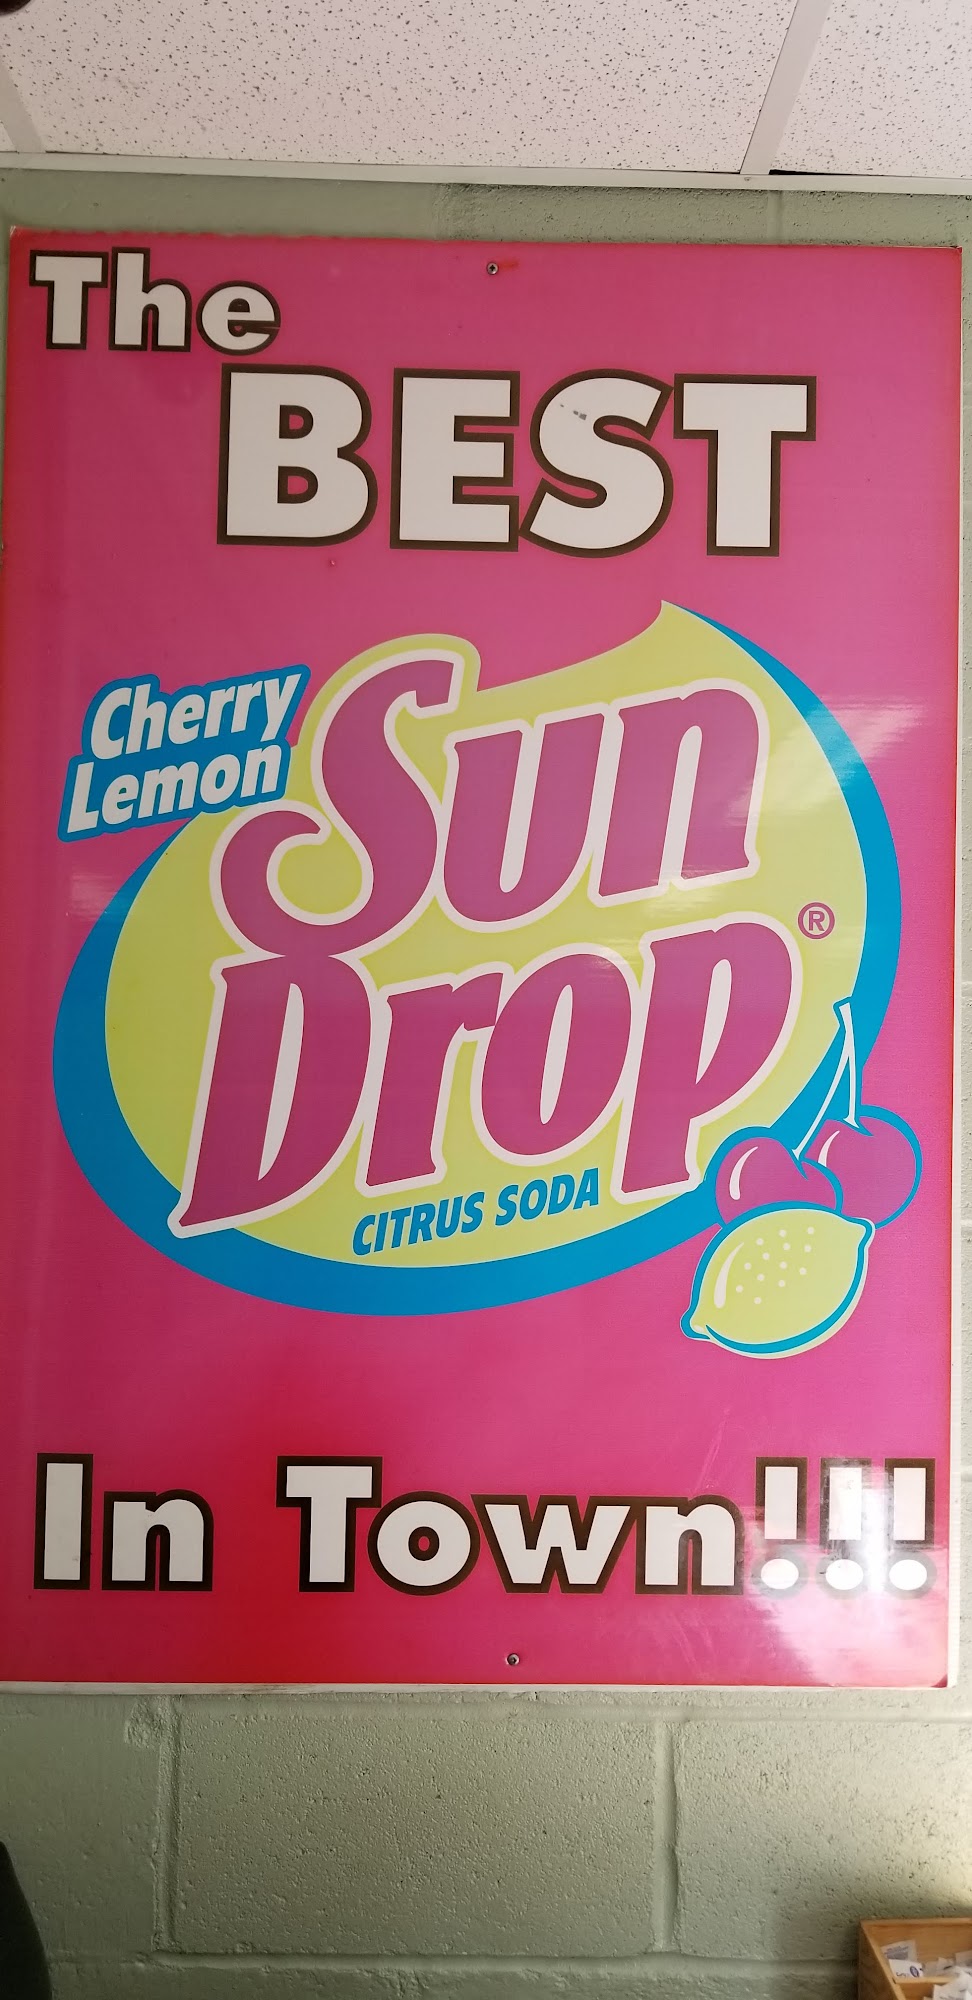 The
BEST
Cherry
Lemon
Sun
Drop®
CITRUS SODA
In Town!!!